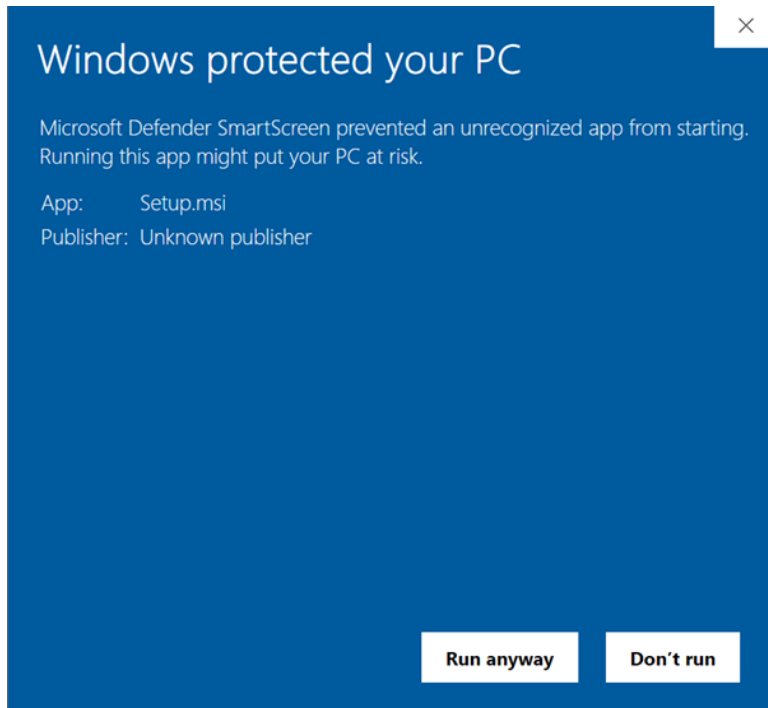 Windows protected your PC
Microsoft Defender SmartScreen prevented an unrecognized app from starting.
Running this app might put your PC at risk.
App: Setup.msi
Publisher: Unknown publisher
Run anyway Don’t run